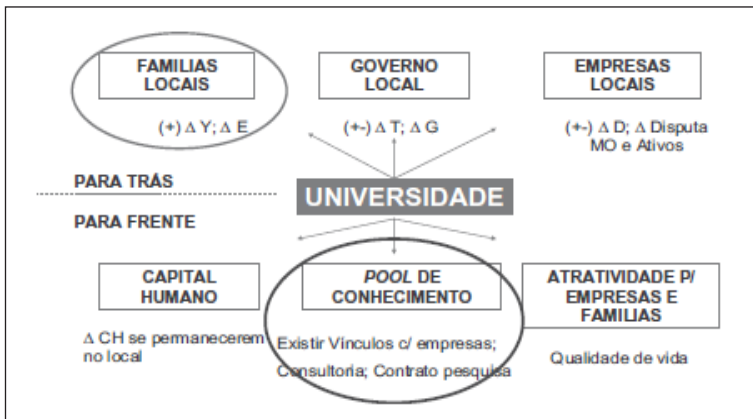 FAMILIAS
LOCAIS
GOVERNO
LOCAL
EMPRESAS
LOCAIS
(+) Δ Y; Δ E
(+-) Δ T; Δ G
(+-) Δ D; Δ Disputa
MO e Ativos
PARA TRÁS
UNIVERSIDADE
PARA FRENTE
CAPITAL
HUMANO
POOL DE
CONHECIMENTO
ATRATIVIDADE P/
EMPRESAS E
FAMILIAS
Δ CH se permanecerem
no local
Existir Vínculos c/ empresas;
Consultoria; Contrato pesquisa
Qualidade de vida